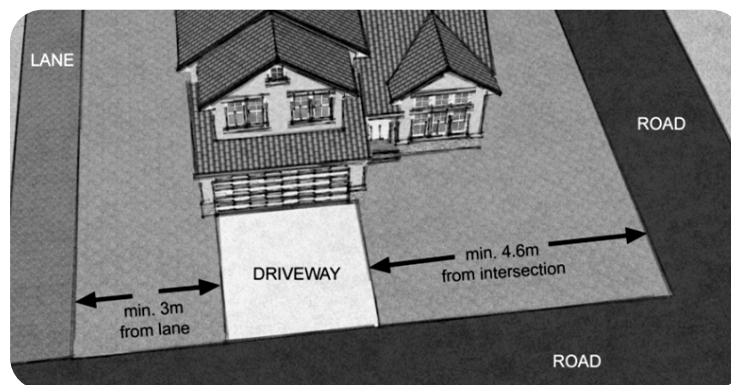 LANE
ROAD
min. 4.6m
from intersection
DRIVEWAY
min. 3m
from lane
ROAD